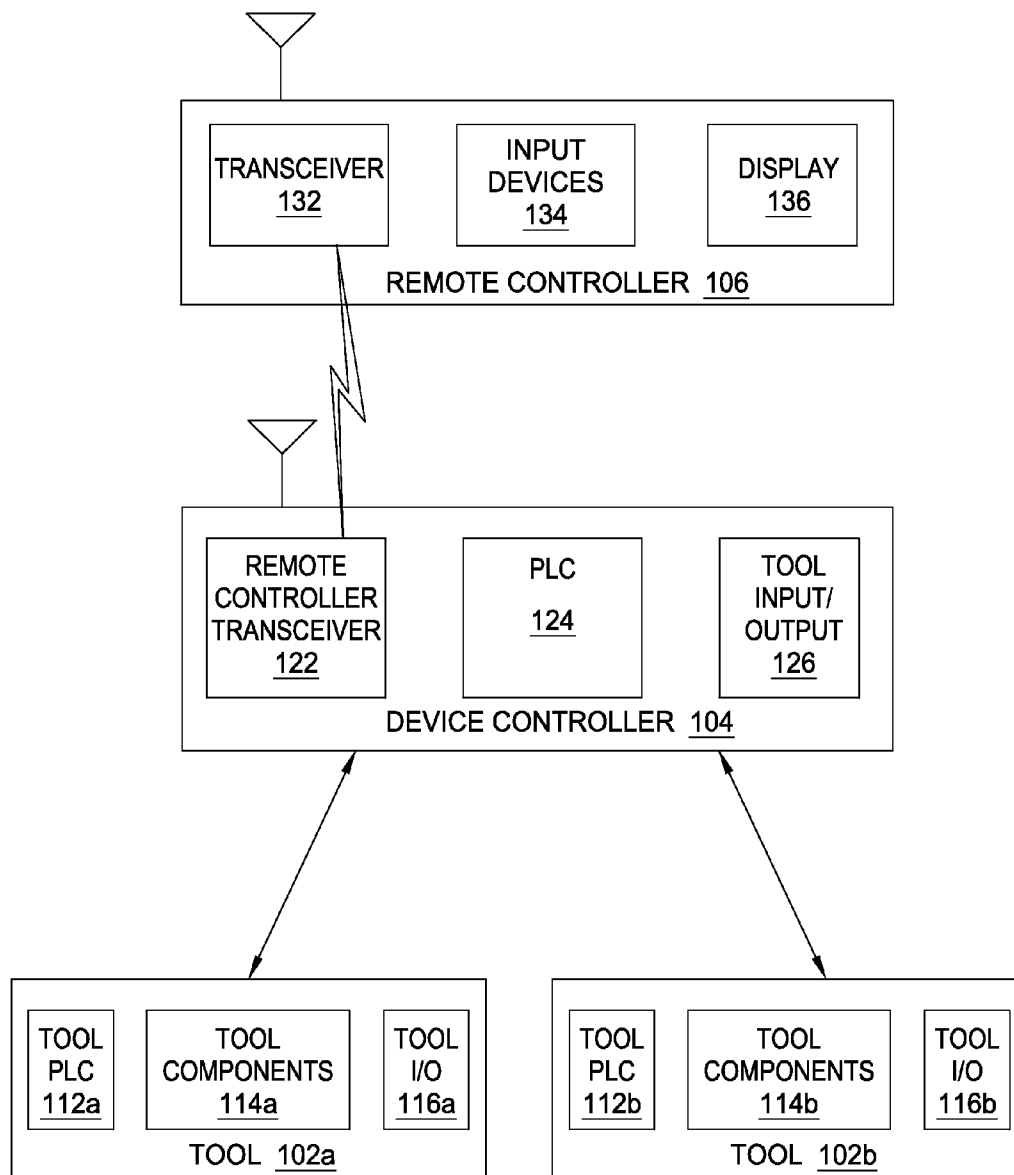 TRANSCEIVER
132
INPUT
DEVICES
134
DISPLAY
136
REMOTE CONTROLLER 106
REMOTE
CONTROLLER
TRANSCEIVER
122
PLC
124
TOOL
INPUT/
OUTPUT
126
DEVICE CONTROLLER 104
TOOL
PLC
112a
TOOL
COMPONENTS
114a
TOOL
I/O
116a
TOOL 102a
TOOL
PLC
112b
TOOL
COMPONENTS
114b
TOOL
I/O
116b
TOOL 102b